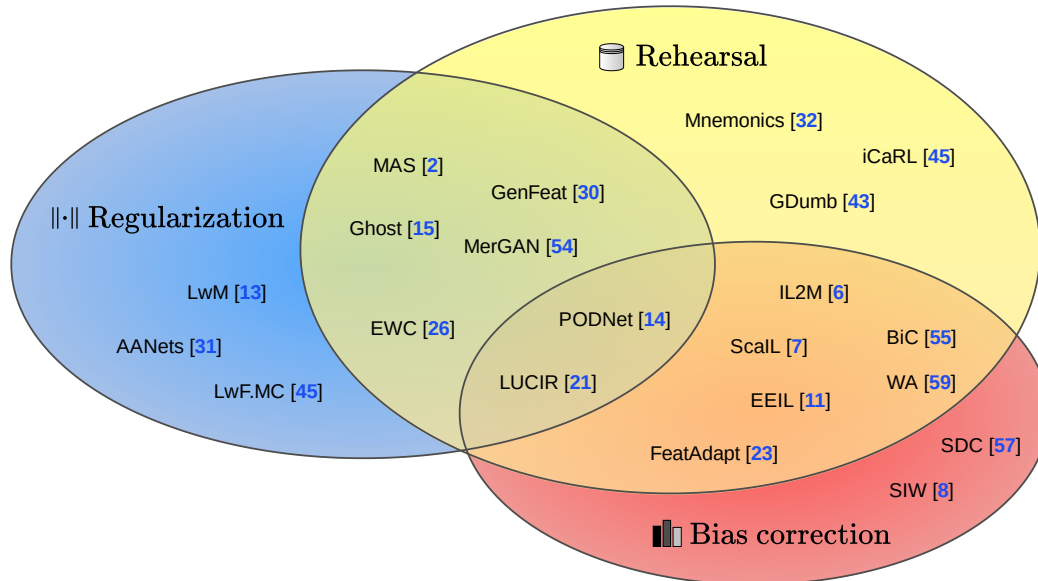 Rehearsal
Mnemonics [32]
iCaRL [45]
MAS [2]
GenFeat [30]
GDumb [43]
||·|| Regularization
Ghost [15]
MerGAN [54]
LwM [13]
IL2M [6]
PODNet [14]
EWC [26]
BiC [55]
AANets [31]
ScaIL [7]
LUCIR [21]
WA [59]
LwF.MC [45]
EEIL [11]
SDC [57]
FeatAdapt [23]
SIW [8]
Bias correction